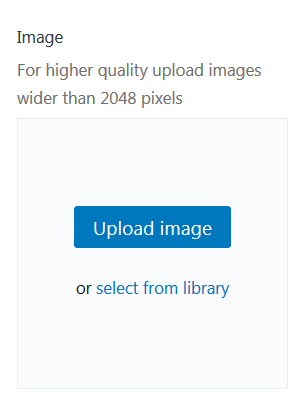 Image
For higher quality upload images
wider than 2048 pixels
Upload image
or select from library